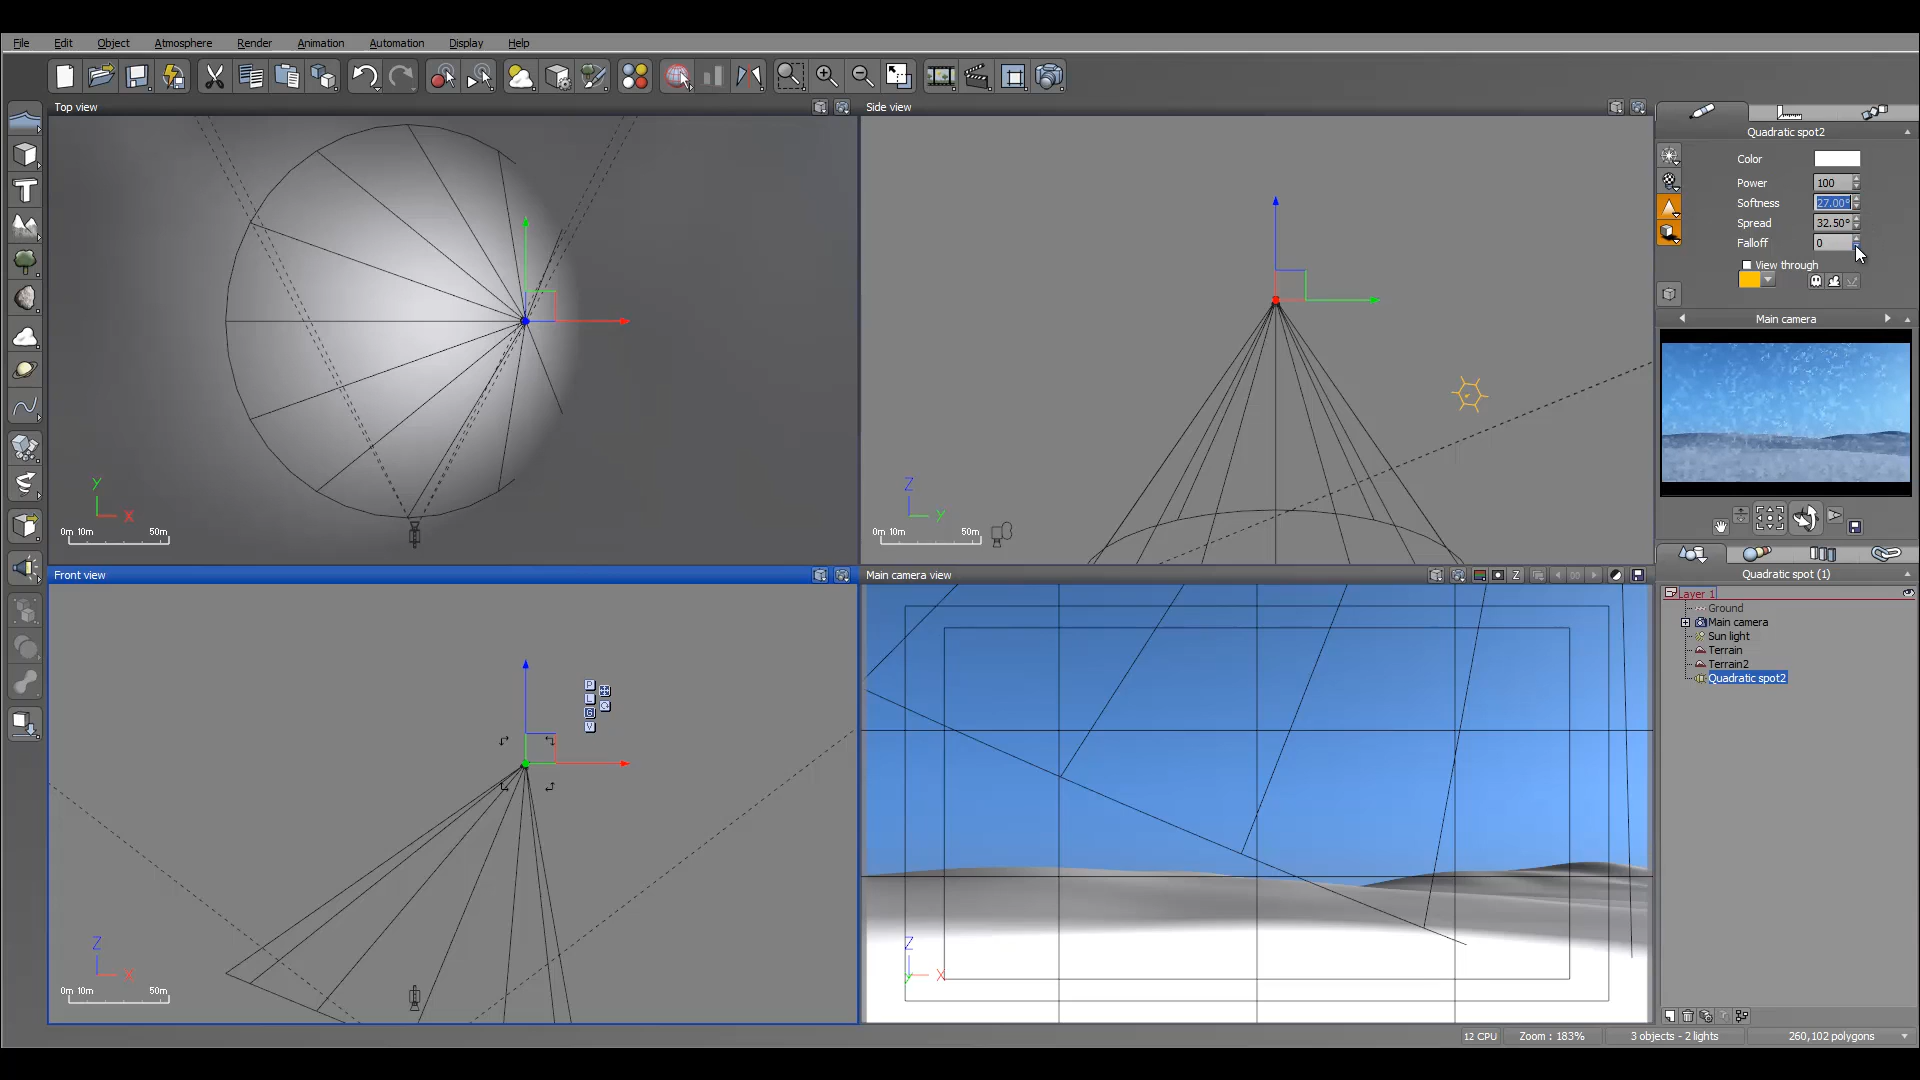 File Edit Object Atmosphere Render Animation Automation Display Help
Top view
Side view
Quadratic spot2
Color
Power 100
Softness 27.00°
Spread 32.50°
Falloff 0
View through
Main camera
Y
X
0m 10m 50m
Z
Y
0m 10m 50m
Front view
Main camera view
Z
Quadratic spot (1)
Layer 1
Ground
Main camera
Sun light
Terrain
Terrain2
Quadratic spot2
P
L
G
V
Z
X
0m 10m 50m
Z
Y
X
12 CPU
Zoom : 183%
3 objects - 2 lights
260,102 polygons